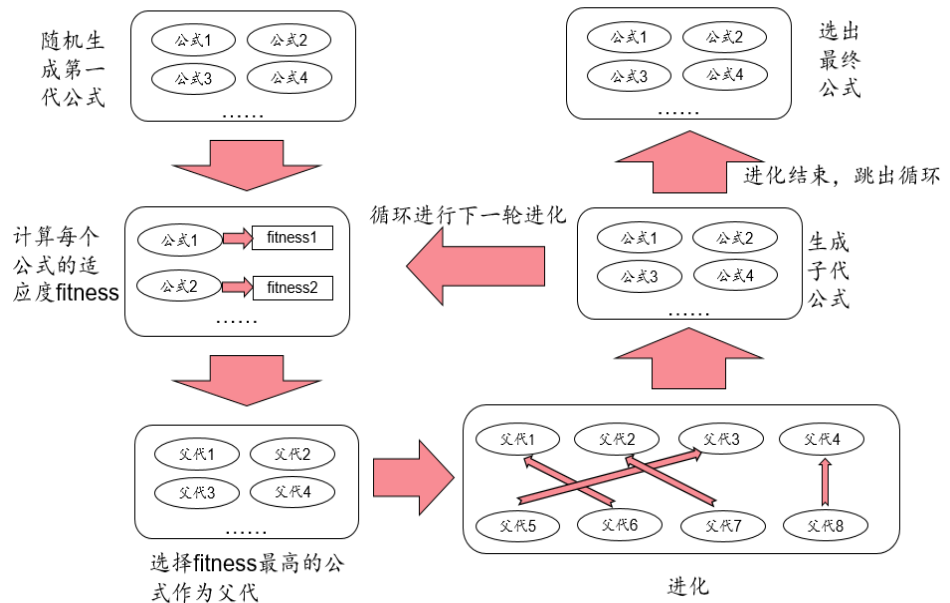 随机生
成第一
代公式
公式1
公式2
公式3
公式4
......
计算每个
公式的适
应度fitness
公式1
fitness1
公式2
fitness2
......
父代1
父代2
父代3
父代4
......
选择fitness最高的公
式作为父代
父代1
父代2
父代3
父代4
父代5
父代6
父代7
父代8
进化
公式1
公式2
公式3
公式4
......
生成
子代
公式
循环进行下一轮进化
进化结束，跳出循环
公式1
公式2
公式3
公式4
......
选出
最终
公式